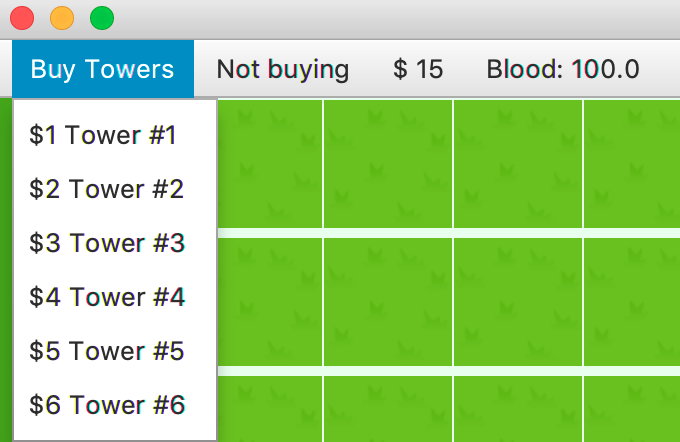 Buy Towers Not buying $ 15 Blood: 100.0
$1 Tower #1
$2 Tower #2
$3 Tower #3
$4 Tower #4
$5 Tower #5
$6 Tower #6